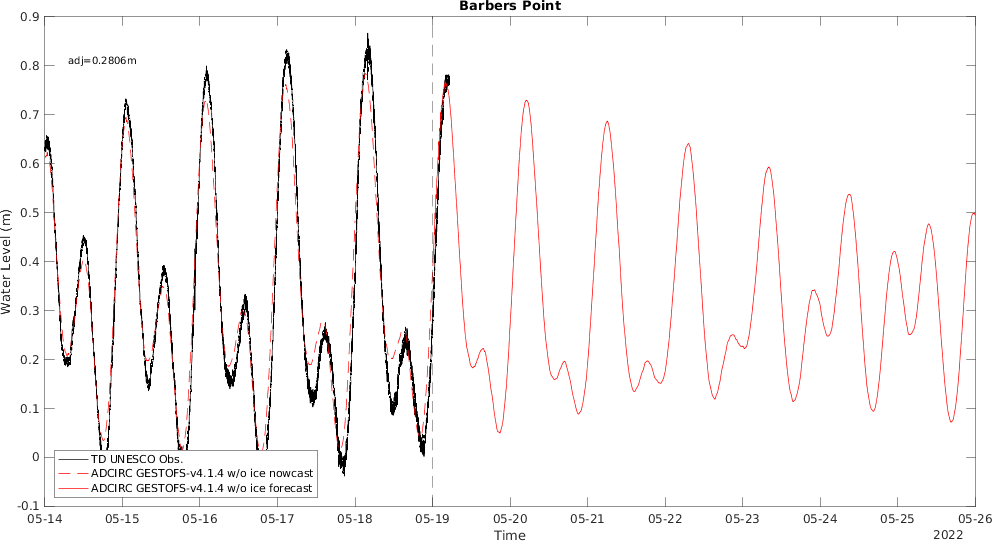 Barbers Point
adj=0.2806m
Water Level (m)
0.9
0.8
0.7
0.6
0.5
0.4
0.3
0.2
0.1
0
-0.1
TD UNESCO Obs.
ADCIRC GESTOFS-v4.1.4 w/o ice nowcast
ADCIRC GESTOFS-v4.1.4 w/o ice forecast
05-14 05-15 05-16 05-17 05-18 05-19 05-20 05-21 05-22 05-23 05-24 05-25 05-26
Time
2022